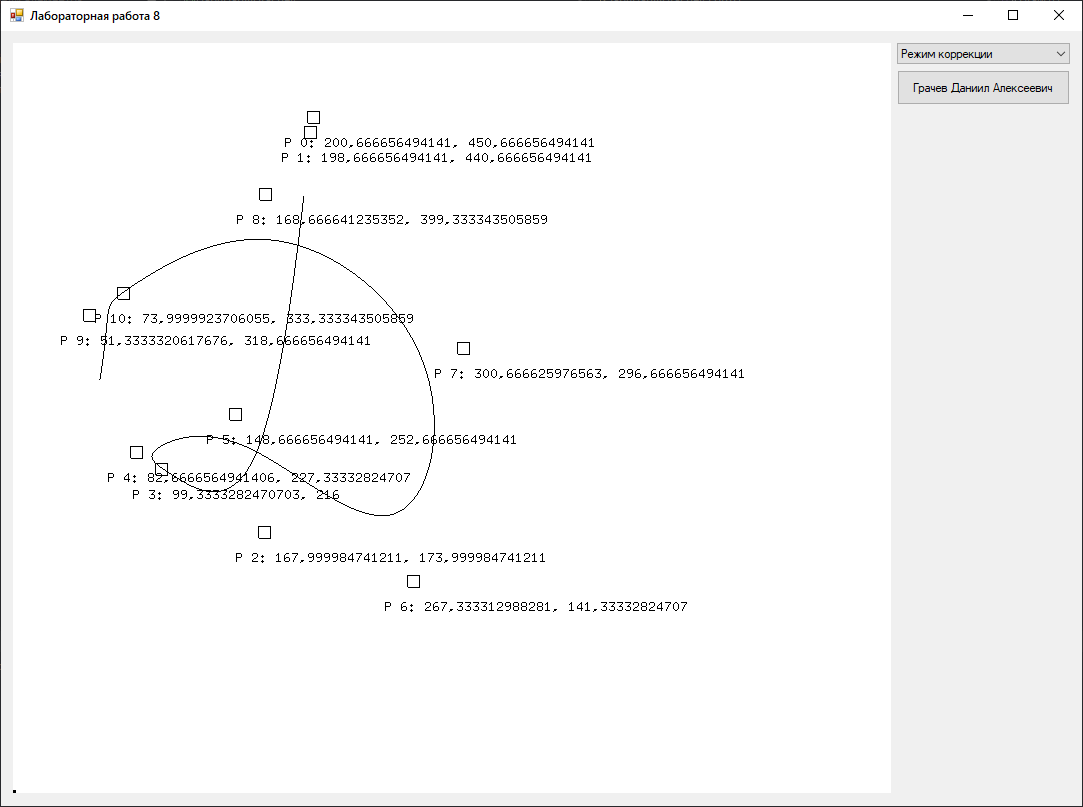 Лабораторная работа 8
Режим коррекции
Грачев Даниил Алексеевич
P 0: 200,666656494141, 450,666656494141
P 1: 198,666656494141, 440,666656494141
P 8: 168,666641235352, 399,333343505859
P 10: 73,9999923706055, 333,333343505859
P 9: 51,3333320617676, 318,666656494141
P 7: 300,666625976563, 296,666656494141
P 5: 148,666656494141, 252,666656494141
P 4: 82,6666564941406, 227,33332824707
P 3: 99,3333282470703, 216
P 2: 167,999984741211, 173,999984741211
P 6: 267,333312988281, 141,33332824707